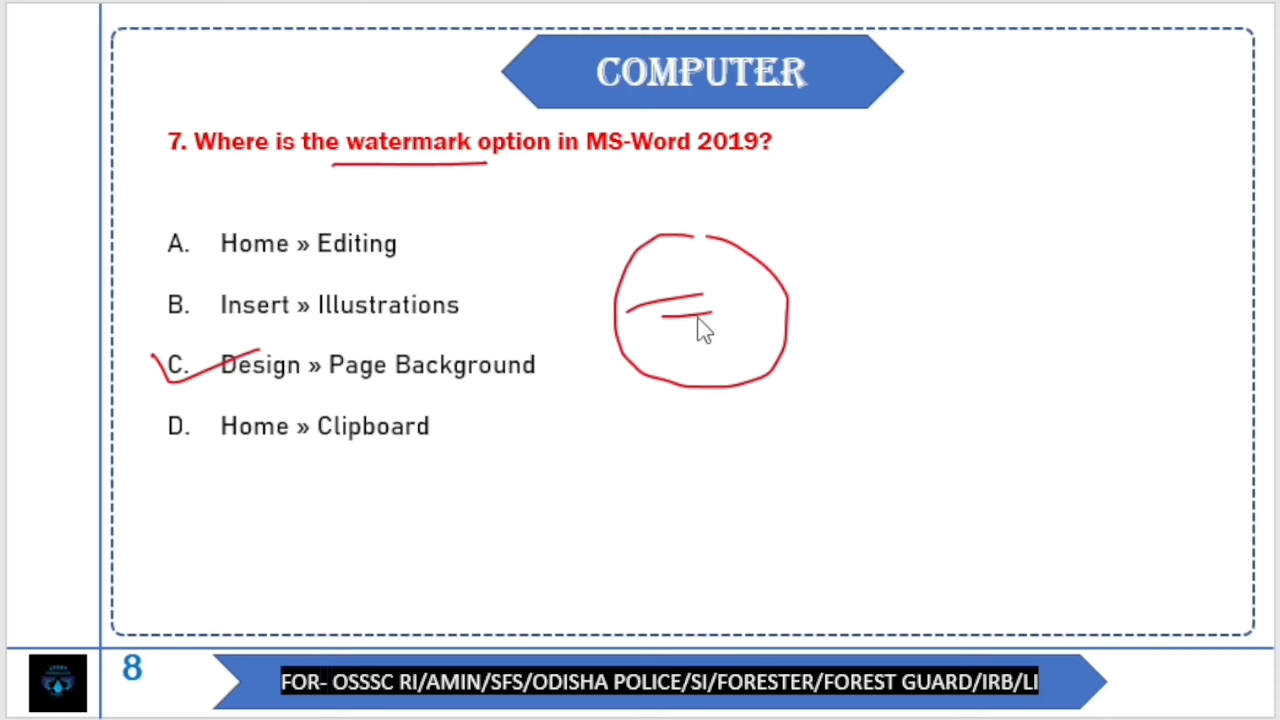 COMPUTER
7. Where is the watermark option in MS-Word 2019?
A. Home » Editing
B. Insert » Illustrations
C. Design » Page Background
D. Home » Clipboard
8
FOR- OSSSC RI/AMIN/SFS/ODISHA POLICE/SI/FORESTER/FOREST GUARD/IRB/LI